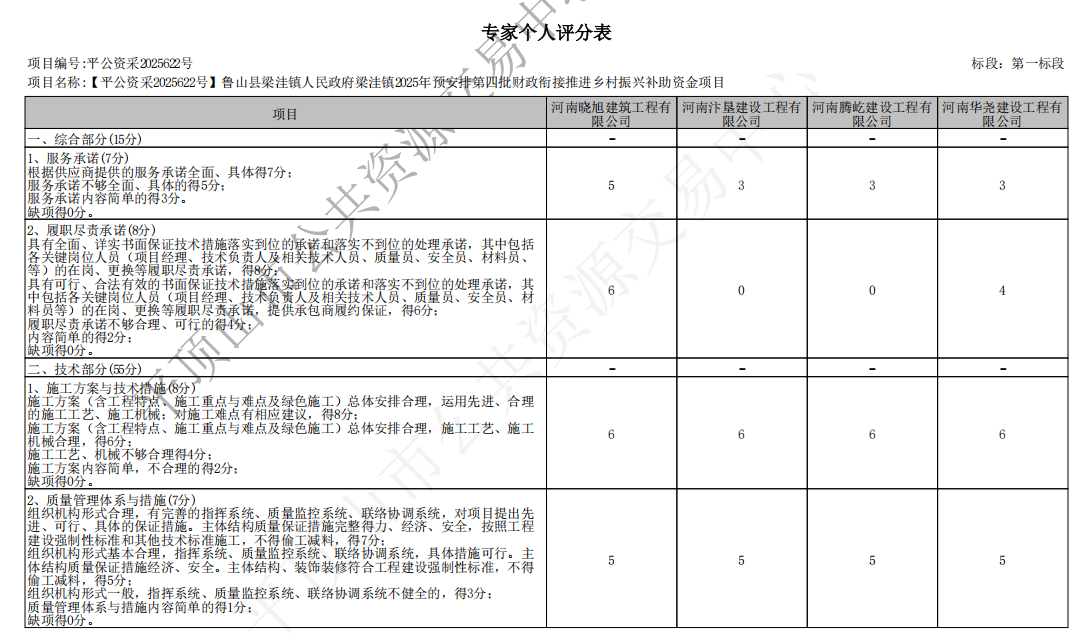 专家个人评分表
项目编号:平公资采2025622号
标段：第一标段
项目名称:【平公资采2025622号】鲁山县梁洼镇人民政府梁洼镇2025年预安排第四批财政衔接推进乡村振兴补助资金项目
项目
河南晓旭建筑工程有限公司
河南汴垦建设工程有限公司
河南腾屹建设工程有限公司
河南华尧建设工程有限公司
一、综合部分(15分)
- - - -
1、服务承诺(7分)
根据供应商提供的服务承诺全面、具体得7分；
服务承诺不够全面、具体的得5分；
服务承诺内容简单的得3分。
缺项得0分。
5 3 3 3
2、履职尽责承诺(8分)
具有全面、详实书面保证技术措施落实到位的承诺和落实不到位的处理承诺，其中包括
各关键岗位人员（项目经理、技术负责人及相关技术人员、质量员、安全员、材料员、
等）的在岗、更换等履职尽责承诺，得8分；
具有可行、合法有效的书面保证技术措施落实到位的承诺和落实不到位的处理承诺，其
中包括各关键岗位人员（项目经理、技术负责人及相关技术人员、质量员、安全员、材
料员等）的在岗、更换等履职尽责承诺，提供承包商履约保证，得6分；
履职尽责承诺不够合理、可行的得4分；
内容简单的得2分；
缺项得0分。
6 0 0 4
二、技术部分(55分)
- - - -
1、施工方案与技术措施(8分)
施工方案（含工程特点、施工重点与难点及绿色施工）总体安排合理，运用先进、合理
的施工工艺、施工机械；对施工难点有相应建议，得8分；
施工方案（含工程特点、施工重点与难点及绿色施工）总体安排合理，施工工艺、施工
机械合理，得6分；
施工工艺、机械不够合理得4分；
施工方案内容简单，不合理的得2分；
缺项得0分。
6 6 6 6
2、质量管理体系与措施(7分)
组织机构形式合理，有完善的指挥系统、质量监控系统、联络协调系统，对项目提出先
进、可行、具体的保证措施。主体结构质量保证措施完整得力、经济、安全，按照工程
建设强制性标准和其他技术标准施工，不得偷工减料，得7分；
组织机构形式基本合理，指挥系统、质量监控系统、联络协调系统，具体措施可行。主
体结构质量保证措施经济、安全。主体结构、装饰装修符合工程建设强制性标准，不得
偷工减料，得5分；
组织机构形式一般，指挥系统、质量监控系统、联络协调系统不健全的，得3分；
质量管理体系与措施内容简单的得1分；
缺项得0分。
5 5 5 5
平顶山市公共资源交易中心
平顶山市公共资源交易中心